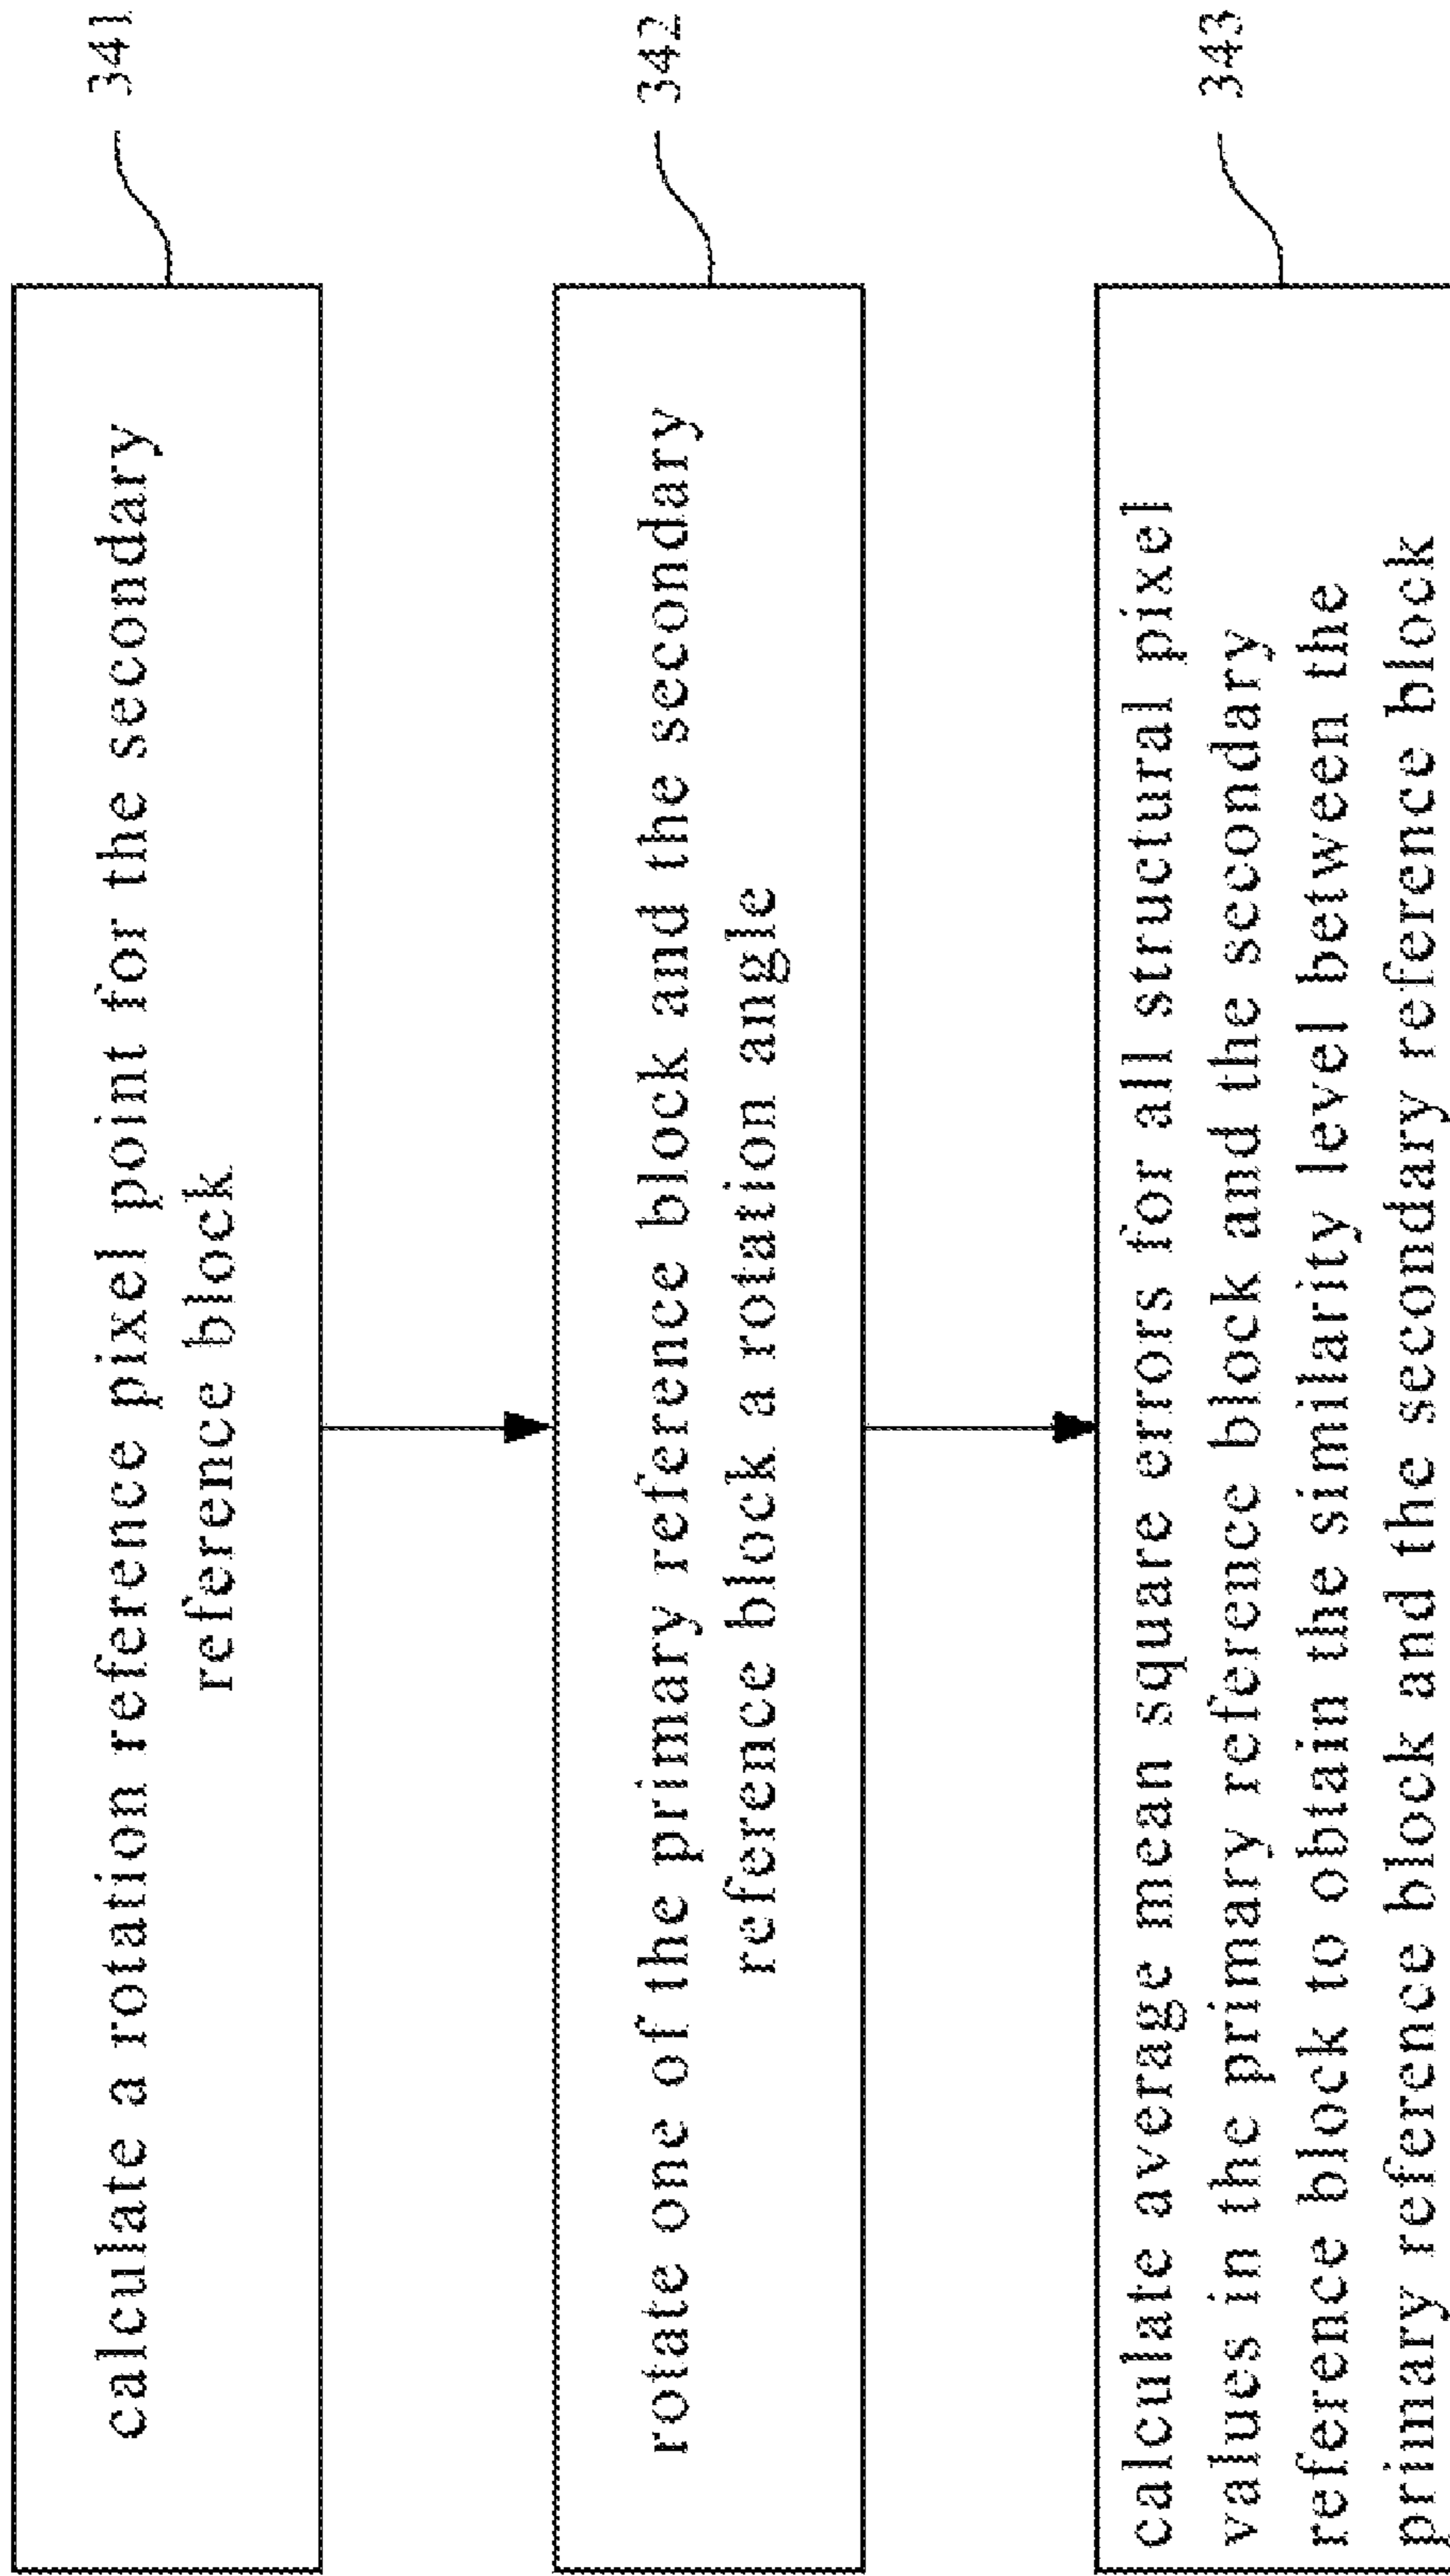 calculate a rotation reference pixel point for the secondary
reference block
341
rotate one of the primary reference block and the secondary
reference block a rotation angle
342
calculate average mean square errors for all structural pixel
values in the primary reference block and the secondary
reference block to obtain the similarity level between the
primary reference block and the secondary reference block
343